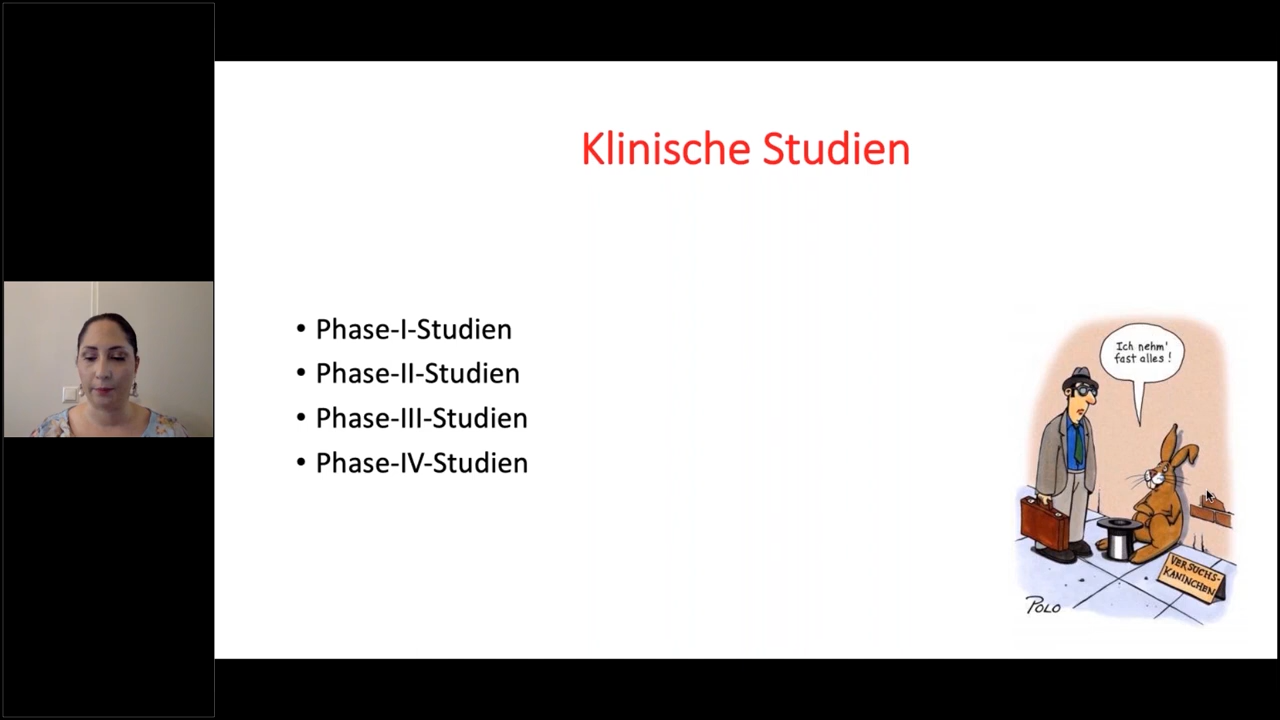 Klinische Studien
• Phase-I-Studien
• Phase-II-Studien
• Phase-III-Studien
• Phase-IV-Studien
Ich nehm'
fast alles !
VERSUCHS-
KANINCHEN
POLO